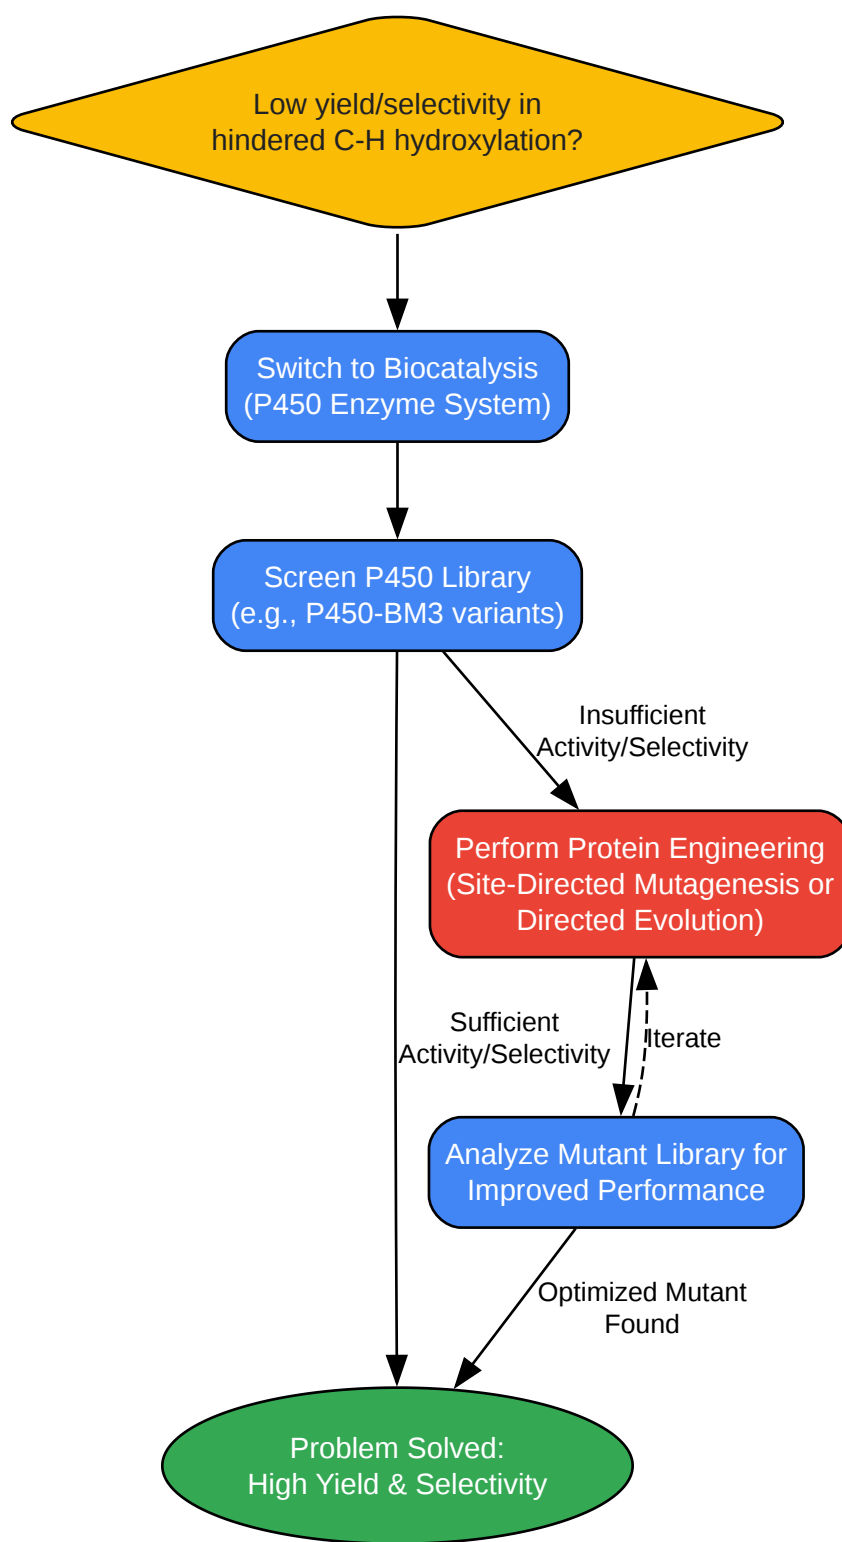 Low yield/selectivity in
hindered C-H hydroxylation?
Switch to Biocatalysis
(P450 Enzyme System)
Screen P450 Library
(e.g., P450-BM3 variants)
Insufficient
Activity/Selectivity
Perform Protein Engineering
(Site-Directed Mutagenesis or
Directed Evolution)
Sufficient
Activity/Selectivity
Iterate
Analyze Mutant Library for
Improved Performance
Optimized Mutant
Found
Problem Solved:
High Yield & Selectivity